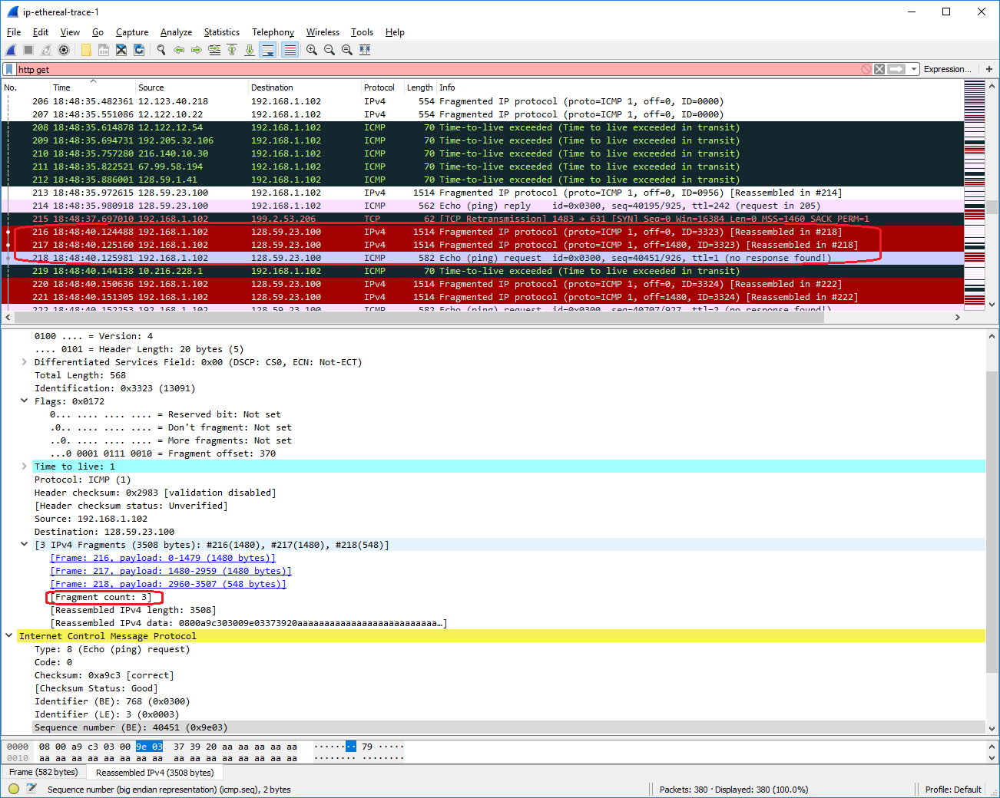 ip-ethereal-trace-1
File Edit View Go Capture Analyze Statistics Telephony Wireless Tools Help
http get Expression... +
No. Time Source Destination Protocol Length Info
206 18:48:35.482361 12.123.40.218 192.168.1.102 IPv4 554 Fragmented IP protocol (proto=ICMP 1, off=0, ID=0000)
207 18:48:35.551086 12.122.10.22 192.168.1.102 IPv4 554 Fragmented IP protocol (proto=ICMP 1, off=0, ID=0000)
208 18:48:35.614878 12.122.12.54 192.168.1.102 ICMP 70 Time-to-live exceeded (Time to live exceeded in transit)
209 18:48:35.694731 192.205.32.106 192.168.1.102 ICMP 70 Time-to-live exceeded (Time to live exceeded in transit)
210 18:48:35.757280 216.140.10.30 192.168.1.102 ICMP 70 Time-to-live exceeded (Time to live exceeded in transit)
211 18:48:35.822521 67.99.58.194 192.168.1.102 ICMP 70 Time-to-live exceeded (Time to live exceeded in transit)
212 18:48:35.886001 128.59.1.41 192.168.1.102 ICMP 70 Time-to-live exceeded (Time to live exceeded in transit)
213 18:48:35.972615 128.59.23.100 192.168.1.102 IPv4 1514 Fragmented IP protocol (proto=ICMP 1, off=0, ID=0956) [Reassembled in #214]
214 18:48:35.980918 128.59.23.100 192.168.1.102 ICMP 562 Echo (ping) reply id=0x0300, seq=40195/925, ttl=242 (request in 205)
215 18:48:37.697010 192.168.1.102 199.2.53.206 TCP 62 [TCP Retransmission] 1483 → 631 [SYN] Seq=0 Win=16384 Len=0 MSS=1460 SACK_PERM=1
216 18:48:40.124488 192.168.1.102 128.59.23.100 IPv4 1514 Fragmented IP protocol (proto=ICMP 1, off=0, ID=3323) [Reassembled in #218]
217 18:48:40.125160 192.168.1.102 128.59.23.100 IPv4 1514 Fragmented IP protocol (proto=ICMP 1, off=1480, ID=3323) [Reassembled in #218]
218 18:48:40.125981 192.168.1.102 128.59.23.100 ICMP 582 Echo (ping) request id=0x0300, seq=40451/926, ttl=1 (no response found!)
219 18:48:40.144138 10.216.228.1 192.168.1.102 ICMP 70 Time-to-live exceeded (Time to live exceeded in transit)
220 18:48:40.150636 192.168.1.102 128.59.23.100 IPv4 1514 Fragmented IP protocol (proto=ICMP 1, off=0, ID=3324) [Reassembled in #222]
221 18:48:40.151305 192.168.1.102 128.59.23.100 IPv4 1514 Fragmented IP protocol (proto=ICMP 1, off=1480, ID=3324) [Reassembled in #222]
222 18:48:40.152253 192.168.1.102 128.59.23.100 ICMP 582 Echo (ping) request id=0x0300, seq=40707/927, ttl=2 (no response found!)
0100 .... = Version: 4
.... 0101 = Header Length: 20 bytes (5)
Differentiated Services Field: 0x00 (DSCP: CS0, ECN: Not-ECT)
Total Length: 568
Identification: 0x3323 (13091)
Flags: 0x0172
0... .... .... .... = Reserved bit: Not set
.0.. .... .... .... = Don't fragment: Not set
..0. .... .... .... = More fragments: Not set
...0 0001 0111 0010 = Fragment offset: 370
Time to live: 1
Protocol: ICMP (1)
Header checksum: 0x2983 [validation disabled]
[Header checksum status: Unverified]
Source: 192.168.1.102
Destination: 128.59.23.100
[3 IPv4 Fragments (3508 bytes): #216(1480), #217(1480), #218(548)]
[Frame: 216, payload: 0-1479 (1480 bytes)]
[Frame: 217, payload: 1480-2959 (1480 bytes)]
[Frame: 218, payload: 2960-3507 (548 bytes)]
[Fragment count: 3]
[Reassembled IPv4 length: 3508]
[Reassembled IPv4 data: 0800a9c303009e03373920aaaaaaaaaaaaaaaaaaaaaaaaaa…]
Internet Control Message Protocol
Type: 8 (Echo (ping) request)
Code: 0
Checksum: 0xa9c3 [correct]
[Checksum Status: Good]
Identifier (BE): 768 (0x0300)
Identifier (LE): 3 (0x0003)
Sequence number (BE): 40451 (0x9e03)
0000 08 00 a9 c3 03 00 9e 03 37 39 20 aa aa aa aa aa ········ 79 ·····
0010 aa aa aa aa aa aa aa aa aa aa aa aa aa aa aa aa ········ ········
Frame (582 bytes) Reassembled IPv4 (3508 bytes)
Sequence number (big endian representation) (icmp.seq), 2 bytes Packets: 380 · Displayed: 380 (100.0%) Profile: Default